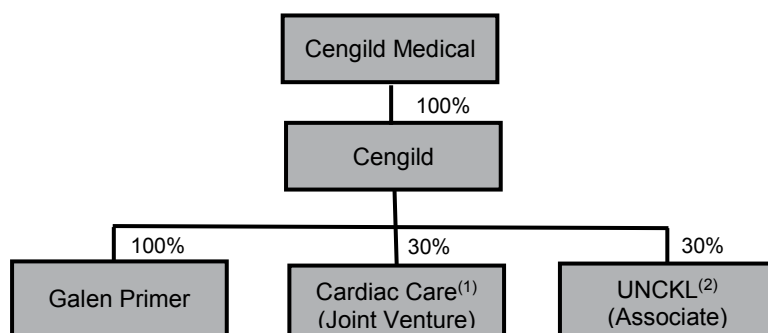 Cengild Medical
100%
Cengild
100%
30%
30%
Galen Primer
Cardiac Care(1)
(Joint Venture)
UNCKL(2)
(Associate)